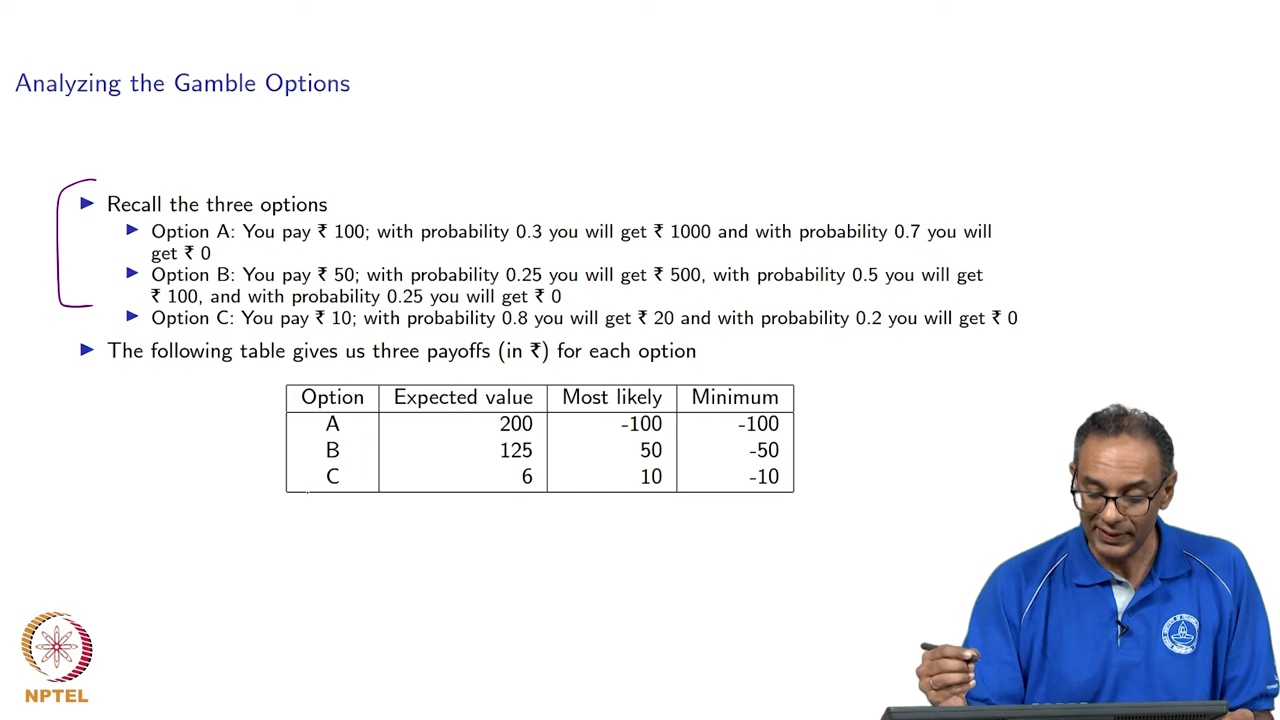 Analyzing the Gamble Options
▶ Recall the three options
▶ Option A: You pay ₹ 100; with probability 0.3 you will get ₹ 1000 and with probability 0.7 you will
get ₹ 0
▶ Option B: You pay ₹ 50; with probability 0.25 you will get ₹ 500, with probability 0.5 you will get
₹ 100, and with probability 0.25 you will get ₹ 0
▶ Option C: You pay ₹ 10; with probability 0.8 you will get ₹ 20 and with probability 0.2 you will get ₹ 0
▶ The following table gives us three payoffs (in ₹) for each option
Option Expected value Most likely Minimum
A 200 -100 -100
B 125 50 -50
C 6 10 -10
NPTEL